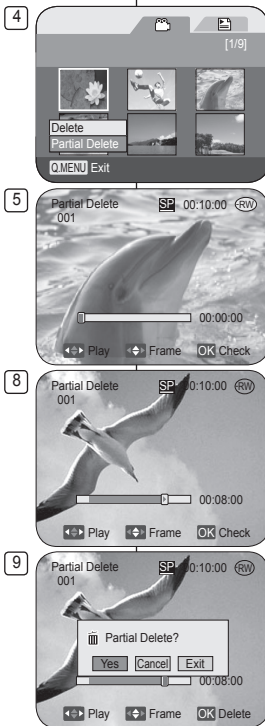 4
[1/9]
Delete
Partial Delete
Q.MENU Exit
5
Partial Delete SP 00:10:00 RW
001
00:00:00
Play Frame OK Check
8
Partial Delete SP 00:10:00 RW
001
00:08:00
Play Frame OK Check
9
Partial Delete SP 00:10:00 RW
001
Partial Delete?
Yes Cancel Exit
00:08:00
Play Frame OK Delete